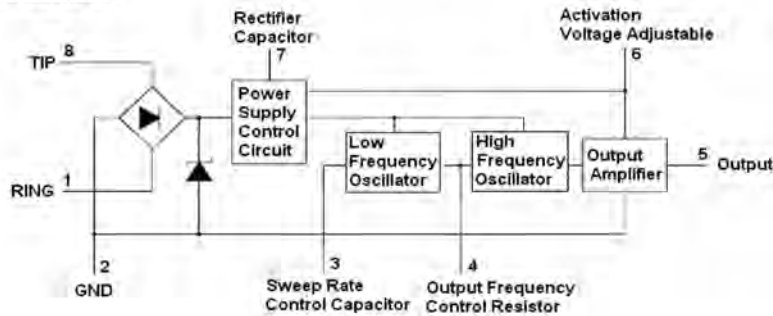 Rectifier
Capacitor
7
Activation
Voltage Adjustable
6
TIP
8
Power
Supply
Control
Circuit
Low
Frequency
Oscillator
High
Frequency
Oscillator
Output
Amplifier
5
Output
RING
1
2
GND
3
Sweep Rate
Control Capacitor
4
Output Frequency
Control Resistor